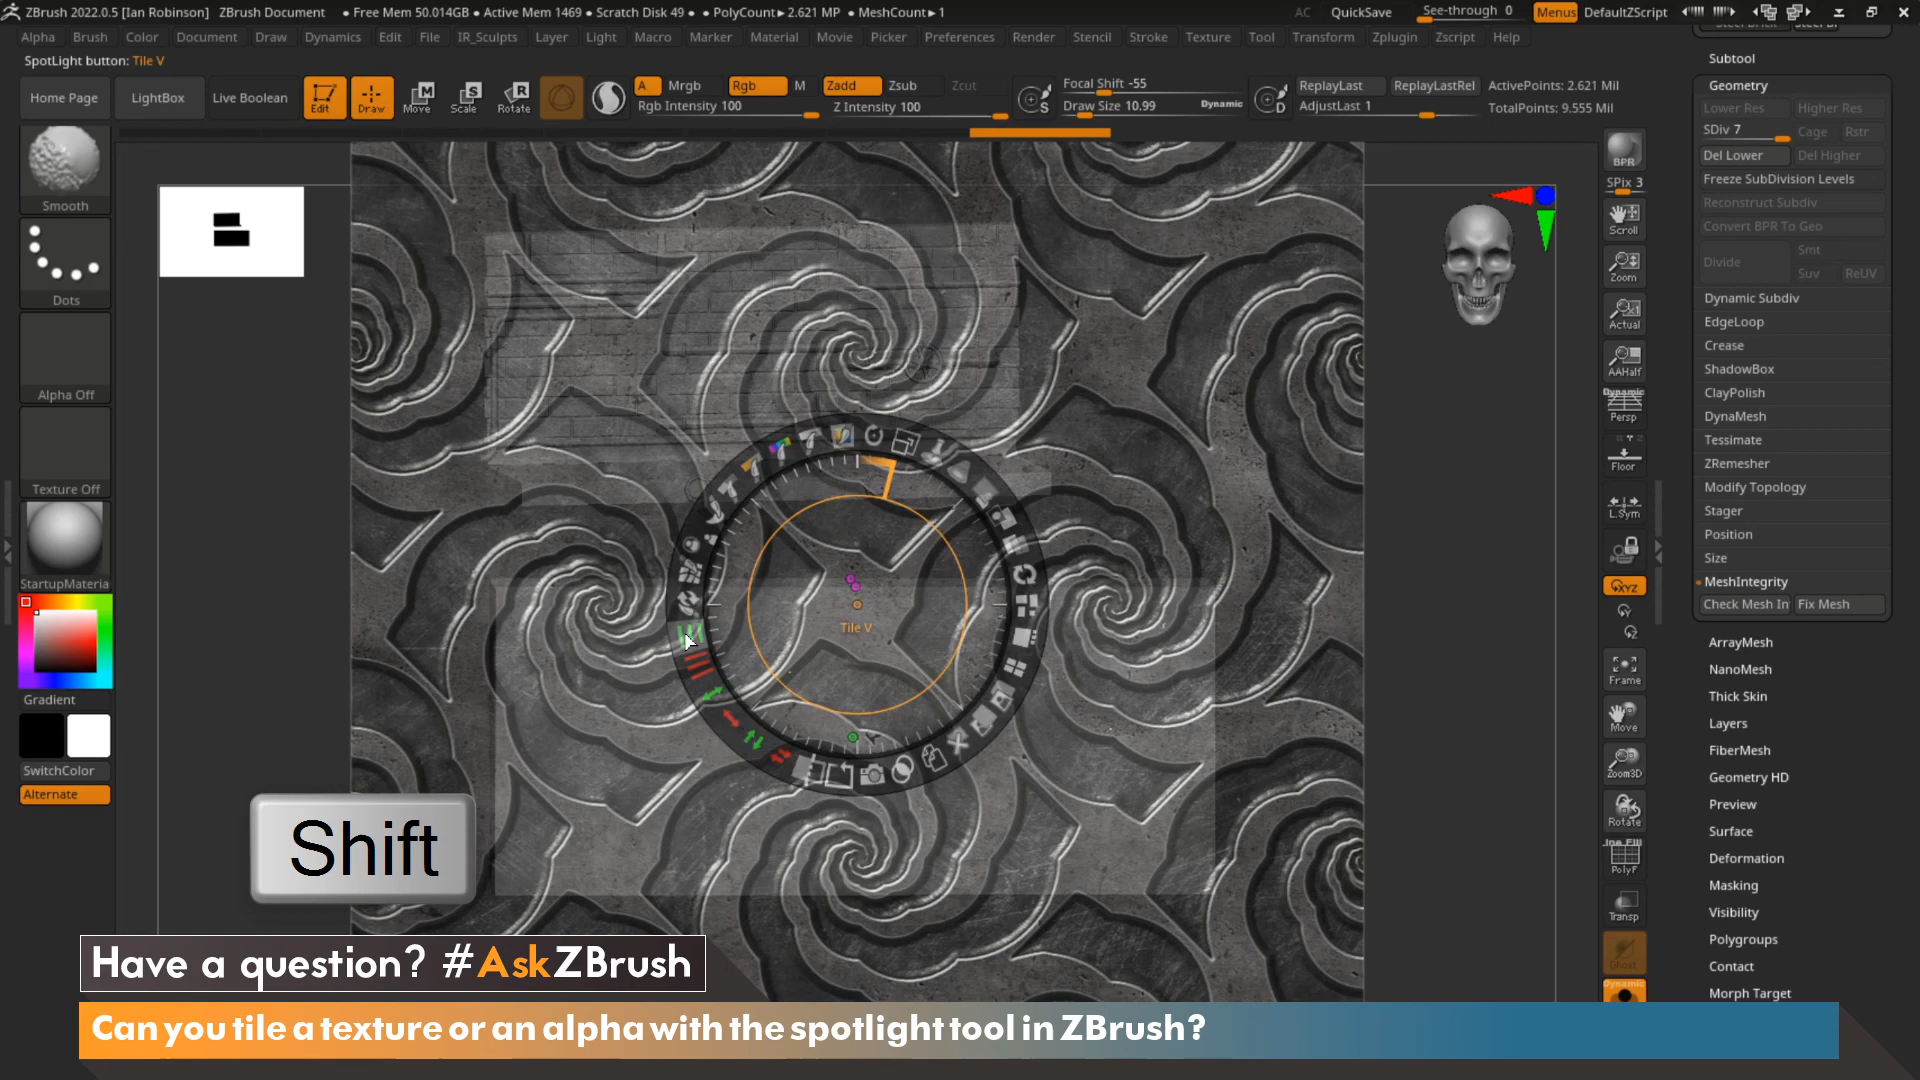 ZBrush 2022.0.5 [Ian Robinson] ZBrush Document • Free Mem 50.014GB • Active Mem 1469 • Scratch Disk 49 • • PolyCount▸2.621 MP • MeshCount▸1 AC QuickSave See-through 0 Menus DefaultZScript
Alpha Brush Color Document Draw Dynamics Edit File IR_Sculpts Layer Light Macro Marker Material Movie Picker Preferences Render Stencil Stroke Texture Tool Transform Zplugin Zscript Help
SpotLight button: Tile V
Home Page LightBox Live Boolean Edit Draw Move Scale Rotate
A Mrgb Rgb M Zadd Zsub Zcut
Rgb Intensity 100 Z Intensity 100
Focal Shift -55
Draw Size 10.99 Dynamic
S
D
ReplayLast ReplayLastRel ActivePoints: 2.621 Mil
AdjustLast 1 TotalPoints: 9.555 Mil
Smooth
Dots
Alpha Off
Texture Off
StartupMateria
Gradient
SwitchColor
Alternate
Tile V
Shift
BPR
SPix 3
Scroll
Zoom
Actual
AAHalf
Dynamic
Persp
Floor
L.Sym
XYZ
Y
Z
Frame
Move
Zoom3D
Rotate
Line Fill
PolyF
Transp
Ghost
Dynamic
Subtool
Geometry
Lower Res Higher Res
SDiv 7 Cage Rstr
Del Lower Del Higher
Freeze SubDivision Levels
Reconstruct Subdiv
Convert BPR To Geo
Divide Smt
Suv ReUV
Dynamic Subdiv
EdgeLoop
Crease
ShadowBox
ClayPolish
DynaMesh
Tessimate
ZRemesher
Modify Topology
Stager
Position
Size
MeshIntegrity
Check Mesh In Fix Mesh
ArrayMesh
NanoMesh
Thick Skin
Layers
FiberMesh
Geometry HD
Preview
Surface
Deformation
Masking
Visibility
Polygroups
Contact
Morph Target
Have a question? #AskZBrush
Can you tile a texture or an alpha with the spotlight tool in ZBrush?